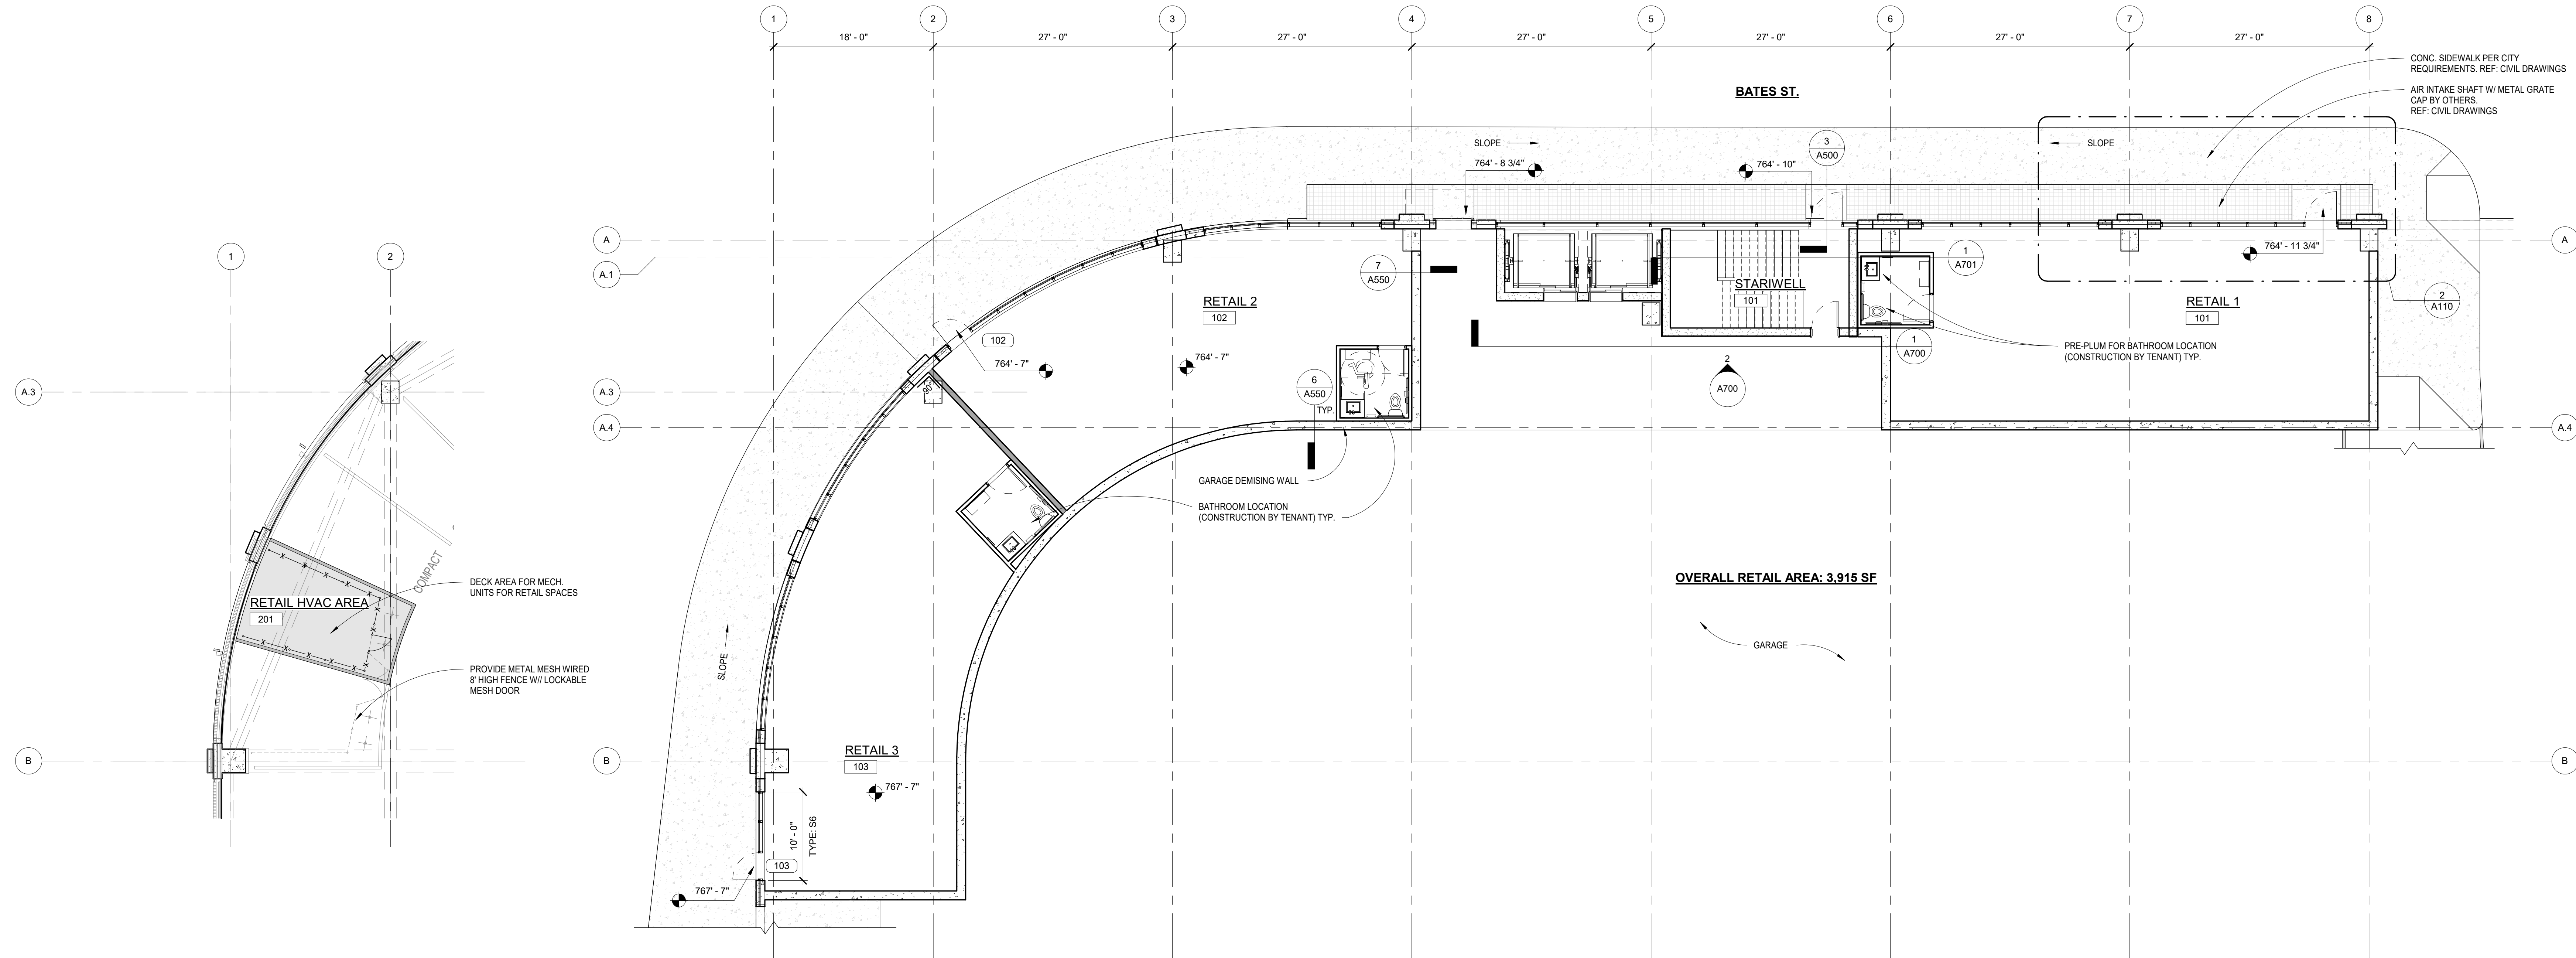 1
2
3
4
5
6
7
8
18' - 0"
27' - 0"
27' - 0"
27' - 0"
27' - 0"
27' - 0"
27' - 0"
CONC. SIDEWALK PER CITY
REQUIREMENTS. REF: CIVIL DRAWINGS
AIR INTAKE SHAFT W/ METAL GRATE
CAP BY OTHERS.
REF: CIVIL DRAWINGS
BATES ST.
SLOPE
764' - 8 3/4"
764' - 10"
3
A500
SLOPE
A
A.1
A.3
A.4
B
A
A.4
B
7
A550
1
A701
764' - 11 3/4"
2
A110
RETAIL 2
102
STARIWELL
101
RETAIL 1
101
102
764' - 7"
764' - 7"
90°
PRE-PLUM FOR BATHROOM LOCATION
(CONSTRUCTION BY TENANT) TYP.
1
A700
2
A700
6
A550
TYP.
GARAGE DEMISING WALL
BATHROOM LOCATION
(CONSTRUCTION BY TENANT) TYP.
OVERALL RETAIL AREA: 3,915 SF
GARAGE
SLOPE
RETAIL 3
103
767' - 7"
10' - 0"
TYPE: S6
103
767' - 7"
1
2
A.3
B
COMPACT
DECK AREA FOR MECH.
UNITS FOR RETAIL SPACES
RETAIL HVAC AREA
201
X
X
X
X
X
X
X
X
X
X
X
X
X
PROVIDE METAL MESH WIRED
8' HIGH FENCE W// LOCKABLE
MESH DOOR